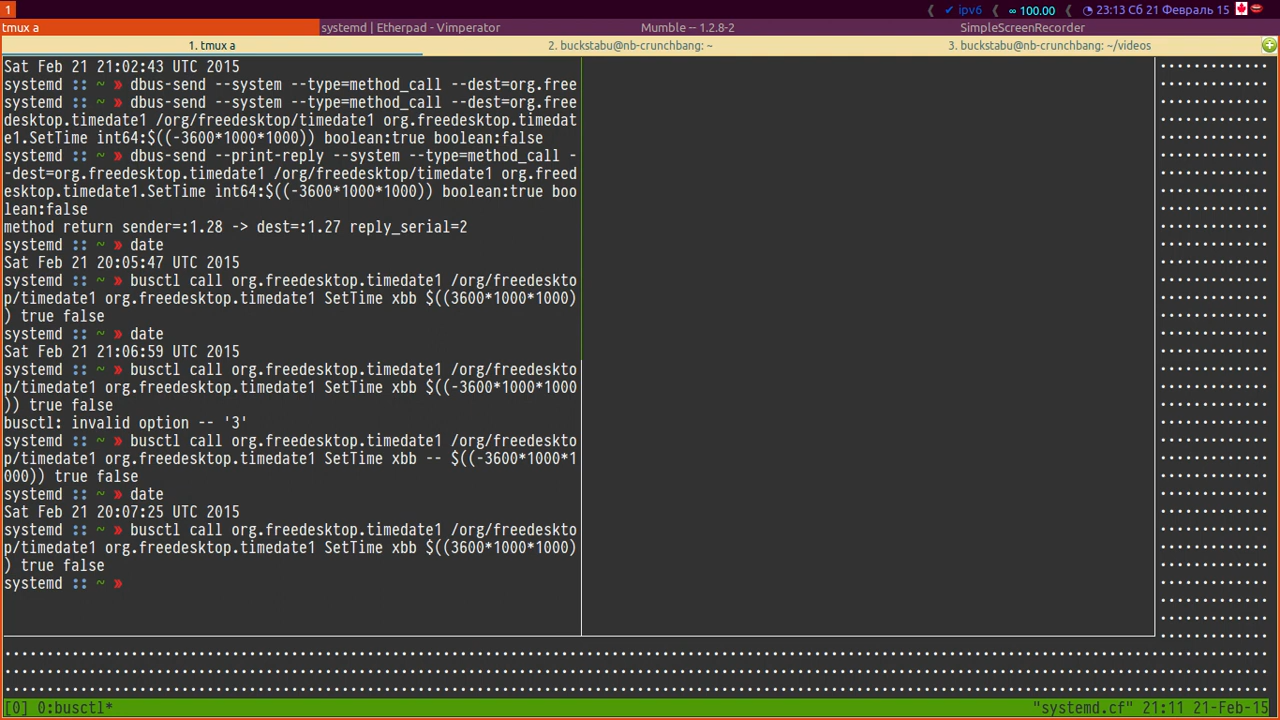 1
ipv6
∞ 100.00
23:13 Сб 21 Февраль 15
tmux a
systemd | Etherpad - Vimperator
Mumble -- 1.2.8-2
SimpleScreenRecorder
1. tmux a
2. buckstabu@nb-crunchbang: ~
3. buckstabu@nb-crunchbang: ~/videos
Sat Feb 21 21:02:43 UTC 2015
systemd :: ~ » dbus-send --system --type=method_call --dest=org.free
systemd :: ~ » dbus-send --system --type=method_call --dest=org.free
desktop.timedate1 /org/freedesktop/timedate1 org.freedesktop.timedat
e1.SetTime int64:$((-3600*1000*1000)) boolean:true boolean:false
systemd :: ~ » dbus-send --print-reply --system --type=method_call -
-dest=org.freedesktop.timedate1 /org/freedesktop/timedate1 org.freed
esktop.timedate1.SetTime int64:$((-3600*1000*1000)) boolean:true boo
lean:false
method return sender=:1.28 -> dest=:1.27 reply_serial=2
systemd :: ~ » date
Sat Feb 21 20:05:47 UTC 2015
systemd :: ~ » busctl call org.freedesktop.timedate1 /org/freedeskto
p/timedate1 org.freedesktop.timedate1 SetTime xbb $((3600*1000*1000)
) true false
systemd :: ~ » date
Sat Feb 21 21:06:59 UTC 2015
systemd :: ~ » busctl call org.freedesktop.timedate1 /org/freedeskto
p/timedate1 org.freedesktop.timedate1 SetTime xbb $((-3600*1000*1000
)) true false
busctl: invalid option -- '3'
systemd :: ~ » busctl call org.freedesktop.timedate1 /org/freedeskto
p/timedate1 org.freedesktop.timedate1 SetTime xbb -- $((-3600*1000*1
000)) true false
systemd :: ~ » date
Sat Feb 21 20:07:25 UTC 2015
systemd :: ~ » busctl call org.freedesktop.timedate1 /org/freedeskto
p/timedate1 org.freedesktop.timedate1 SetTime xbb $((3600*1000*1000)
) true false
systemd :: ~ »
[0] 0:busctl*
"systemd.cf" 21:11 21-Feb-15